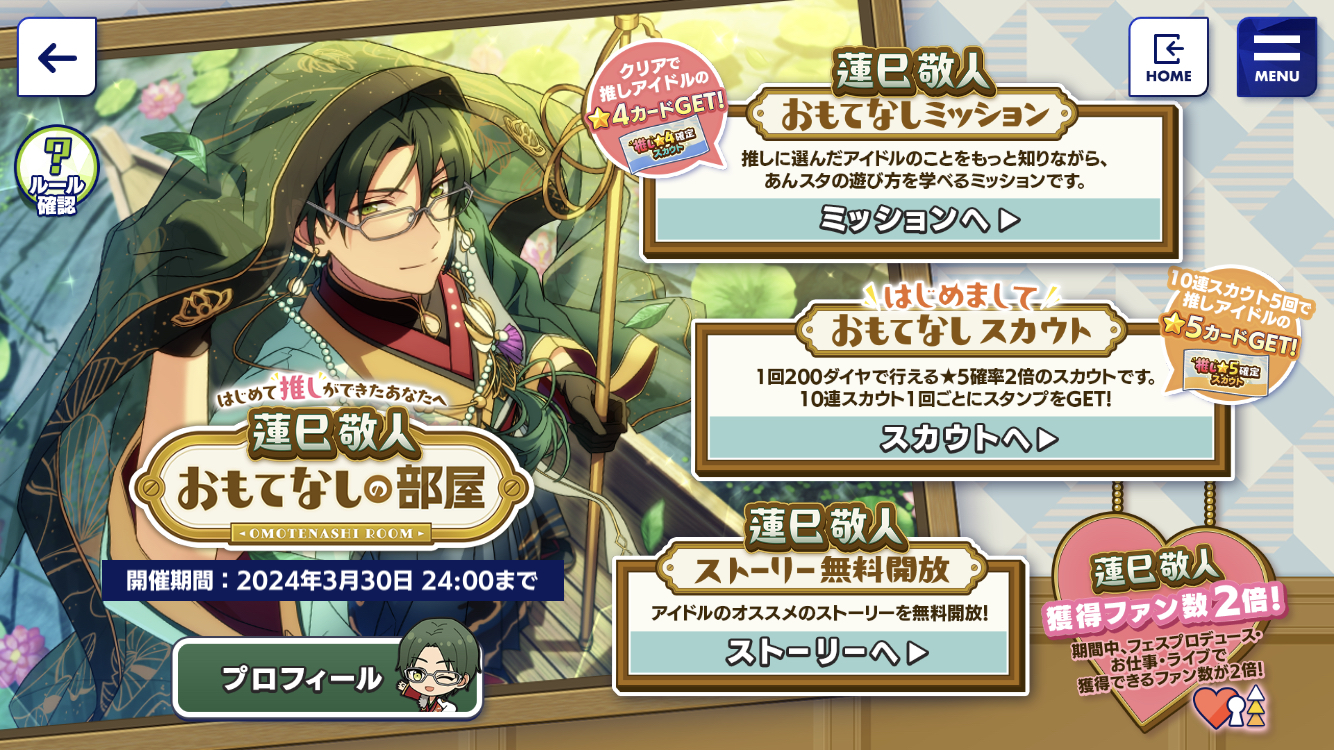 HOME
MENU
?
ルール
確認
クリアで
推しアイドルの
★4カードGET!
推し★4確定
スカウト
蓮巳 敬人
おもてなしミッション
推しに選んだアイドルのことをもっと知りながら、
あんスタの遊び方を学べるミッションです。
ミッションへ ▶
はじめまして
おもてなし スカウト
10連スカウト5回で
推しアイドルの
★5カードGET!
推し★5確定
スカウト
1回200ダイヤで行える★5確率2倍のスカウトです。
10連スカウト1回ごとにスタンプをGET!
スカウトへ ▶
はじめて推しができたあなたへ
蓮巳 敬人
おもてなしの部屋
OMOTENASHI ROOM
開催期間:2024年3月30日 24:00まで
プロフィール
蓮巳 敬人
ストーリー無料開放
アイドルのオススメのストーリーを無料開放!
ストーリーへ ▶
蓮巳 敬人
獲得ファン数2倍!
期間中、フェスプロデュース・
お仕事・ライブで
獲得できるファン数が2倍!